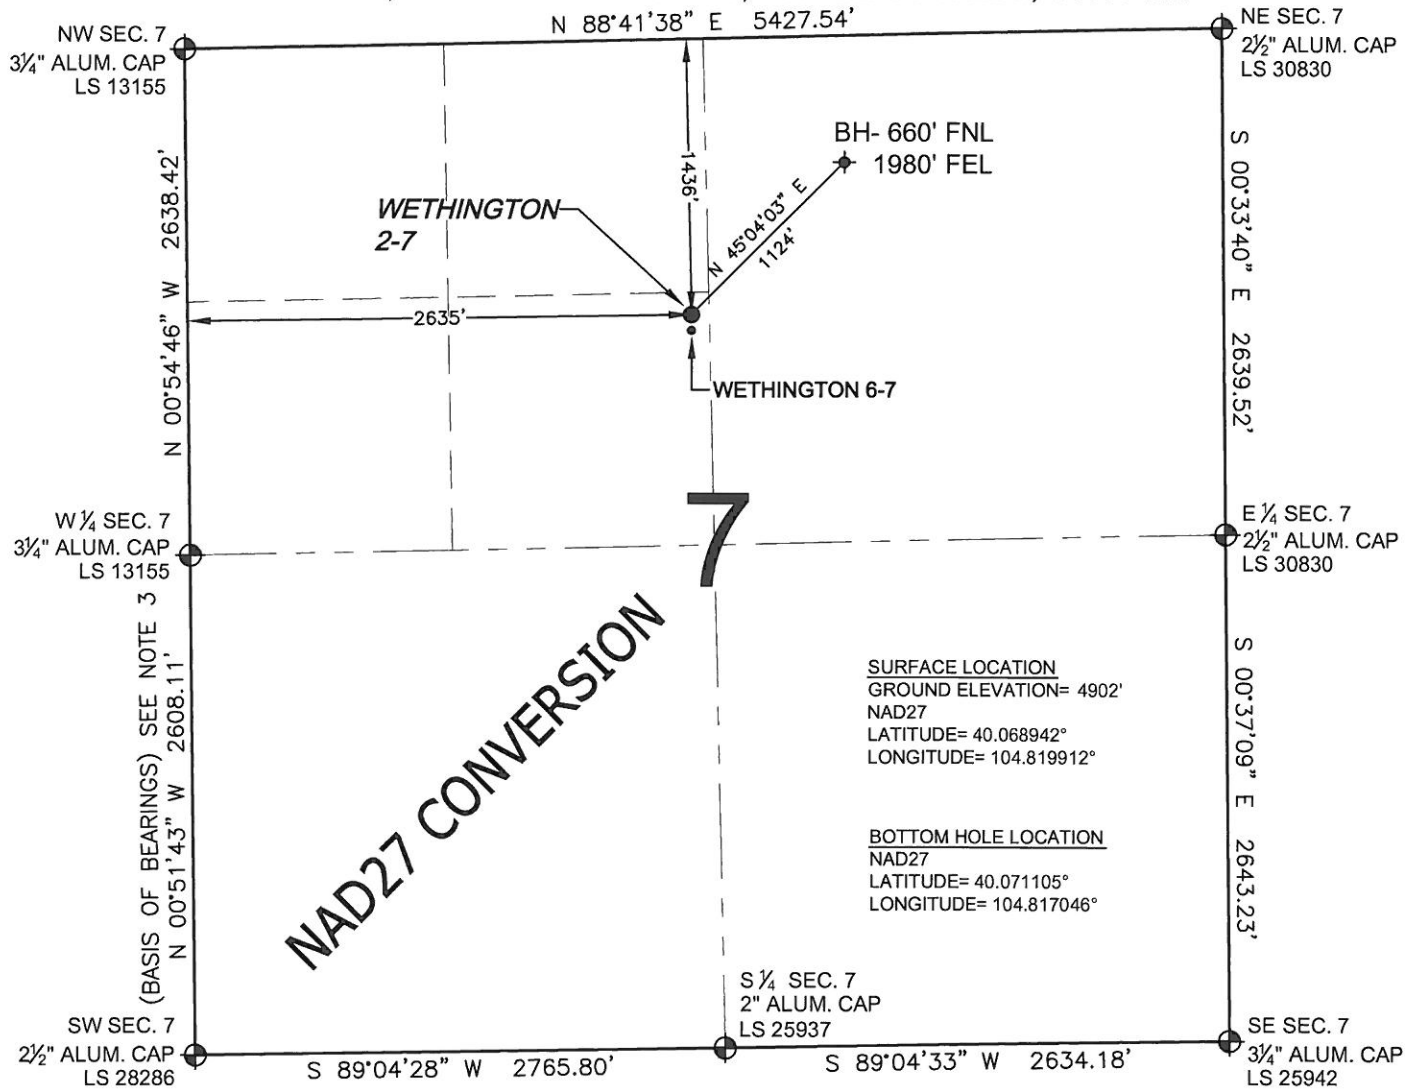 N 88°41'38" E 5427.54'
NW SEC. 7
3¼" ALUM. CAP
LS 13155
NE SEC. 7
2½" ALUM. CAP
LS 30830
BH- 660' FNL
1980' FEL
1436'
N 45°04'03" E
1124'
WETHINGTON
2-7
2635'
WETHINGTON 6-7
N 00°54'46" W 2638.42'
S 00°33'40" E 2639.52'
W ¼ SEC. 7
3¼" ALUM. CAP
LS 13155
7
E ¼ SEC. 7
2½" ALUM. CAP
LS 30830
(BASIS OF BEARINGS) SEE NOTE 3
N 00°51'43" W 2608.11'
NAD27 CONVERSION
SURFACE LOCATION
GROUND ELEVATION= 4902'
NAD27
LATITUDE= 40.068942°
LONGITUDE= 104.819912°
BOTTOM HOLE LOCATION
NAD27
LATITUDE= 40.071105°
LONGITUDE= 104.817046°
S 00°37'09" E 2643.23'
SW SEC. 7
2½" ALUM. CAP
LS 28286
S ¼ SEC. 7
2" ALUM. CAP
LS 25937
SE SEC. 7
3¼" ALUM. CAP
LS 25942
S 89°04'28" W 2765.80'
S 89°04'33" W 2634.18'